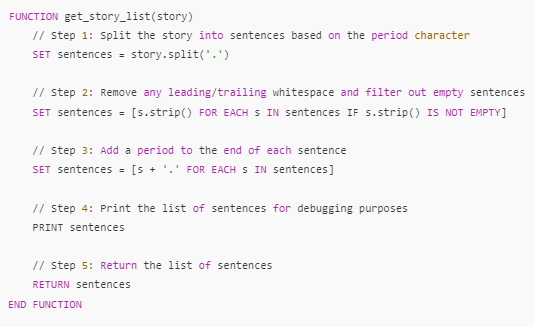 FUNCTION get_story_list(story)
// Step 1: Split the story into sentences based on the period character
SET sentences = story.split('.')
// Step 2: Remove any leading/trailing whitespace and filter out empty sentences
SET sentences = [s.strip() FOR EACH s IN sentences IF s.strip() IS NOT EMPTY]
// Step 3: Add a period to the end of each sentence
SET sentences = [s + '.' FOR EACH s IN sentences]
// Step 4: Print the list of sentences for debugging purposes
PRINT sentences
// Step 5: Return the list of sentences
RETURN sentences
END FUNCTION